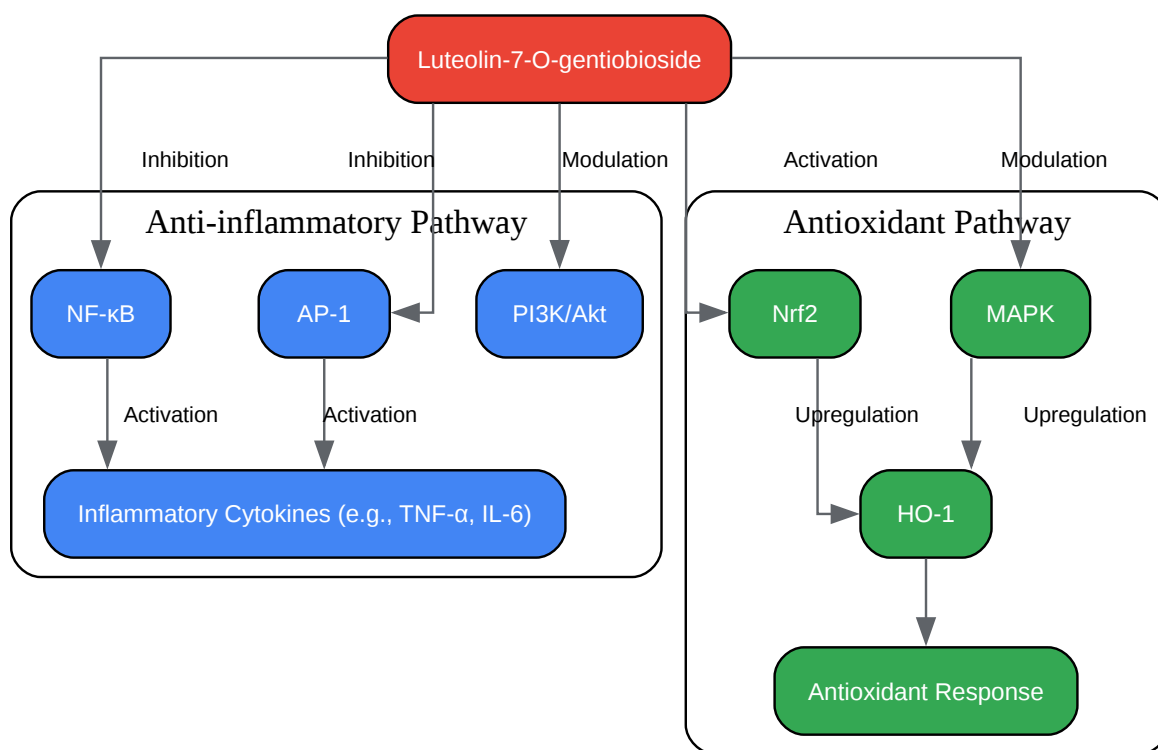 Luteolin-7-O-gentiobioside
Inhibition
Inhibition
Modulation
Activation
Modulation
Anti-inflammatory Pathway
Antioxidant Pathway
NF-κB
AP-1
PI3K/Akt
Nrf2
MAPK
Activation
Activation
Upregulation
Upregulation
Inflammatory Cytokines (e.g., TNF-α, IL-6)
HO-1
Antioxidant Response